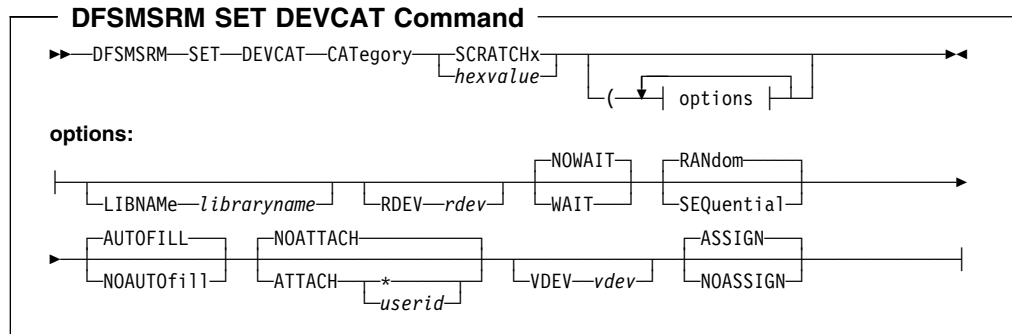 DFSMSRM SET DEVCAT Command
DFSMSRM SET DEVCAT CATegory SCRATCHx
hexvalue
( options
options:
NOWAIT RANdom
LIBNAMe libraryname RDEV rdev WAIT SEQuential
AUTOFILL NOATTACH ASSIGN
NOAUTOfill ATTACH * VDEV vdev NOASSIGN
userid